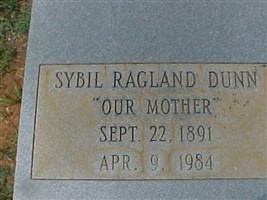 SYBIL RAGLAND DUNN
"OUR MOTHER"
SEPT. 22, 1891
APR. 9, 1984